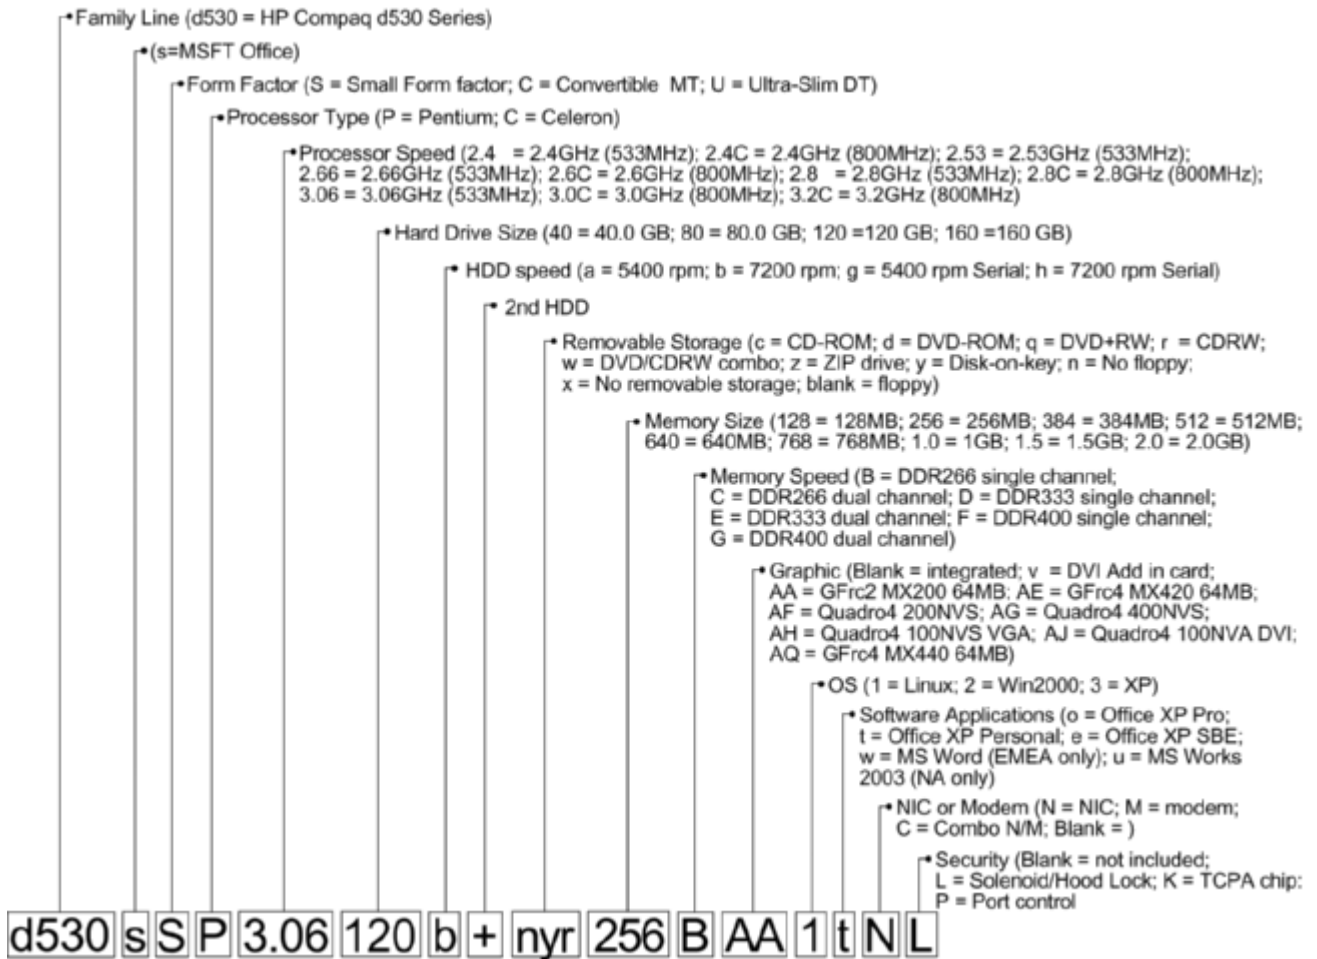 Family Line (d530 = HP Compaq d530 Series)
(s=MSFT Office)
Form Factor (S = Small Form factor; C = Convertible MT; U = Ultra-Slim DT)
Processor Type (P = Pentium; C = Celeron)
Processor Speed (2.4 = 2.4GHz (533MHz); 2.4C = 2.4GHz (800MHz); 2.53 = 2.53GHz (533MHz);
2.66 = 2.66GHz (533MHz); 2.6C = 2.6GHz (800MHz); 2.8 = 2.8GHz (533MHz); 2.8C = 2.8GHz (800MHz);
3.06 = 3.06GHz (533MHz); 3.0C = 3.0GHz (800MHz); 3.2C = 3.2GHz (800MHz)
Hard Drive Size (40 = 40.0 GB; 80 = 80.0 GB; 120 =120 GB; 160 =160 GB)
HDD speed (a = 5400 rpm; b = 7200 rpm; g = 5400 rpm Serial; h = 7200 rpm Serial)
2nd HDD
Removable Storage (c = CD-ROM; d = DVD-ROM; q = DVD+RW; r = CDRW;
w = DVD/CDRW combo; z = ZIP drive; y = Disk-on-key; n = No floppy;
x = No removable storage; blank = floppy)
Memory Size (128 = 128MB; 256 = 256MB; 384 = 384MB; 512 = 512MB;
640 = 640MB; 768 = 768MB; 1.0 = 1GB; 1.5 = 1.5GB; 2.0 = 2.0GB)
Memory Speed (B = DDR266 single channel;
C = DDR266 dual channel; D = DDR333 single channel;
E = DDR333 dual channel; F = DDR400 single channel;
G = DDR400 dual channel)
Graphic (Blank = integrated; v = DVI Add in card;
AA = GFrc2 MX200 64MB; AE = GFrc4 MX420 64MB;
AF = Quadro4 200NVS; AG = Quadro4 400NVS;
AH = Quadro4 100NVS VGA; AJ = Quadro4 100NVA DVI;
AQ = GFrc4 MX440 64MB)
OS (1 = Linux; 2 = Win2000; 3 = XP)
Software Applications (o = Office XP Pro;
t = Office XP Personal; e = Office XP SBE;
w = MS Word (EMEA only); u = MS Works
2003 (NA only)
NIC or Modem (N = NIC; M = modem;
C = Combo N/M; Blank = )
Security (Blank = not included;
L = Solenoid/Hood Lock; K = TCPA chip:
P = Port control
d530 s S P 3.06 120 b + nyr 256 B AA 1 t N L